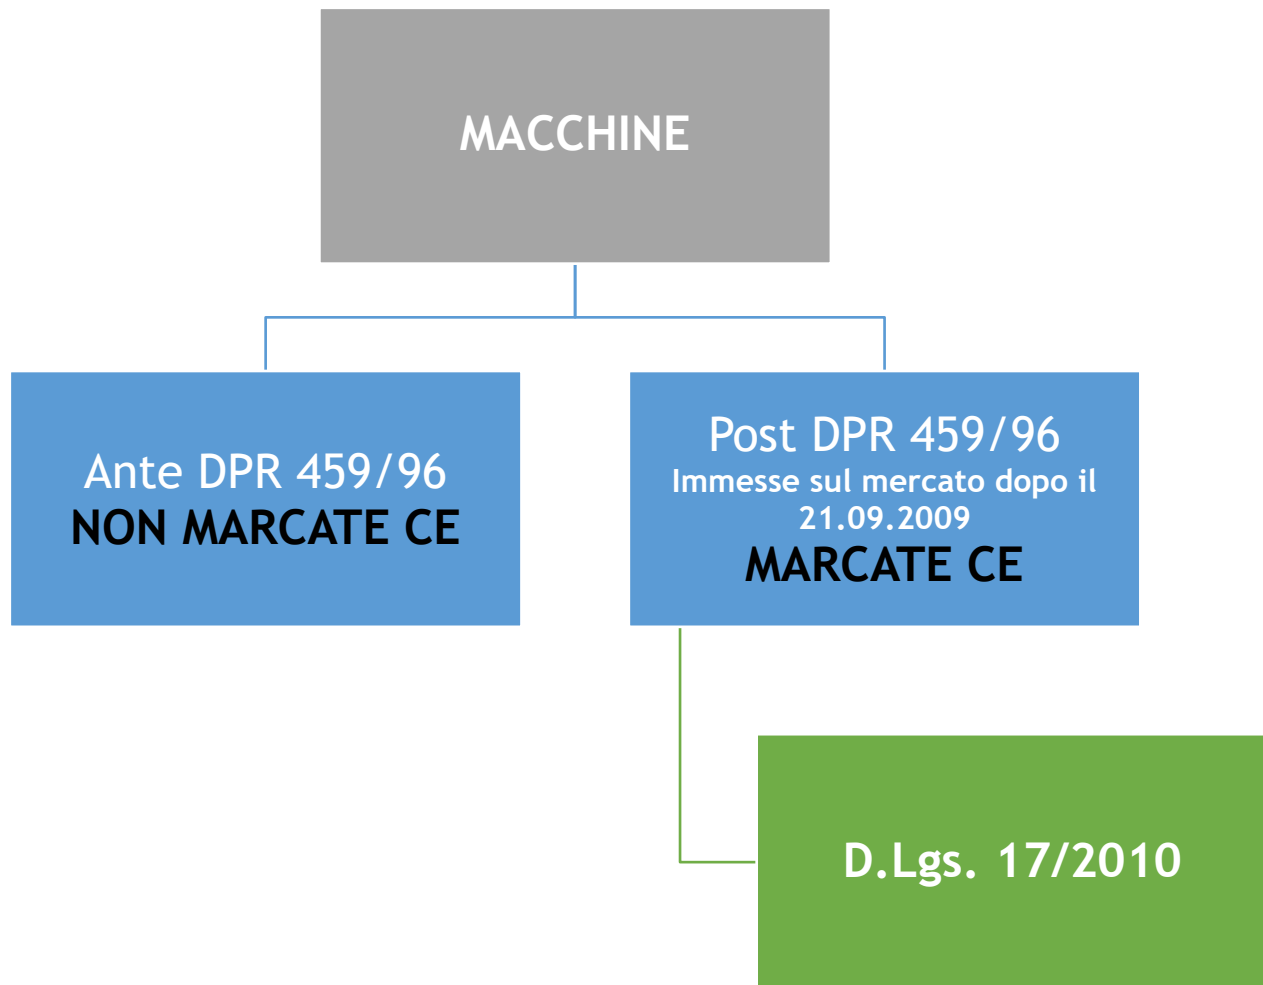 MACCHINE
Ante DPR 459/96
NON MARCATE CE
Post DPR 459/96
Immesse sul mercato dopo il
21.09.2009
MARCATE CE
D.Lgs. 17/2010